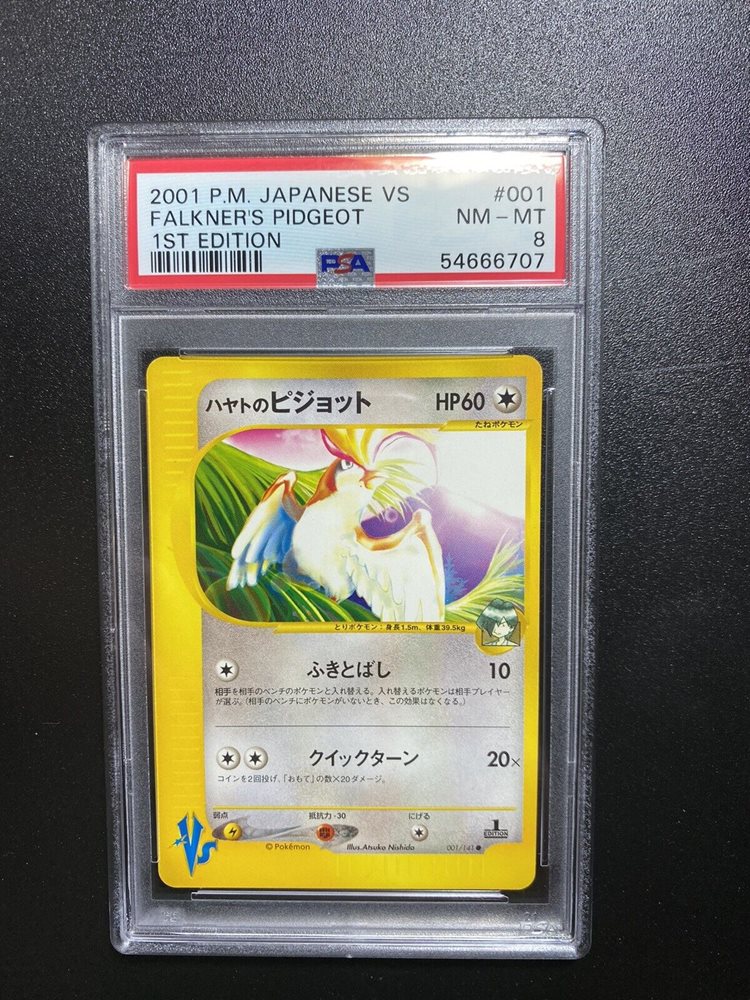 2001 P.M. JAPANESE VS #001
FALKNER'S PIDGEOT NM - MT
1ST EDITION 8
PSA 54666707
ハヤトのピジョット HP60
たねポケモン
とりポケモン：身長1.5m、体重39.5kg
ふきとばし 10
相手を相手のベンチのポケモンと入れ替える。入れ替えるポケモンは相手プレイヤー
が選ぶ。（相手のベンチにポケモンがいないとき、この効果はなくなる。）
クイックターン 20×
コインを2回投げ、「おもて」の数×20ダメージ。
弱点 抵抗力 -30 にげる
1
EDITION
Vs
©Pokémon Illus.Atsuko Nishida 001/141 ●